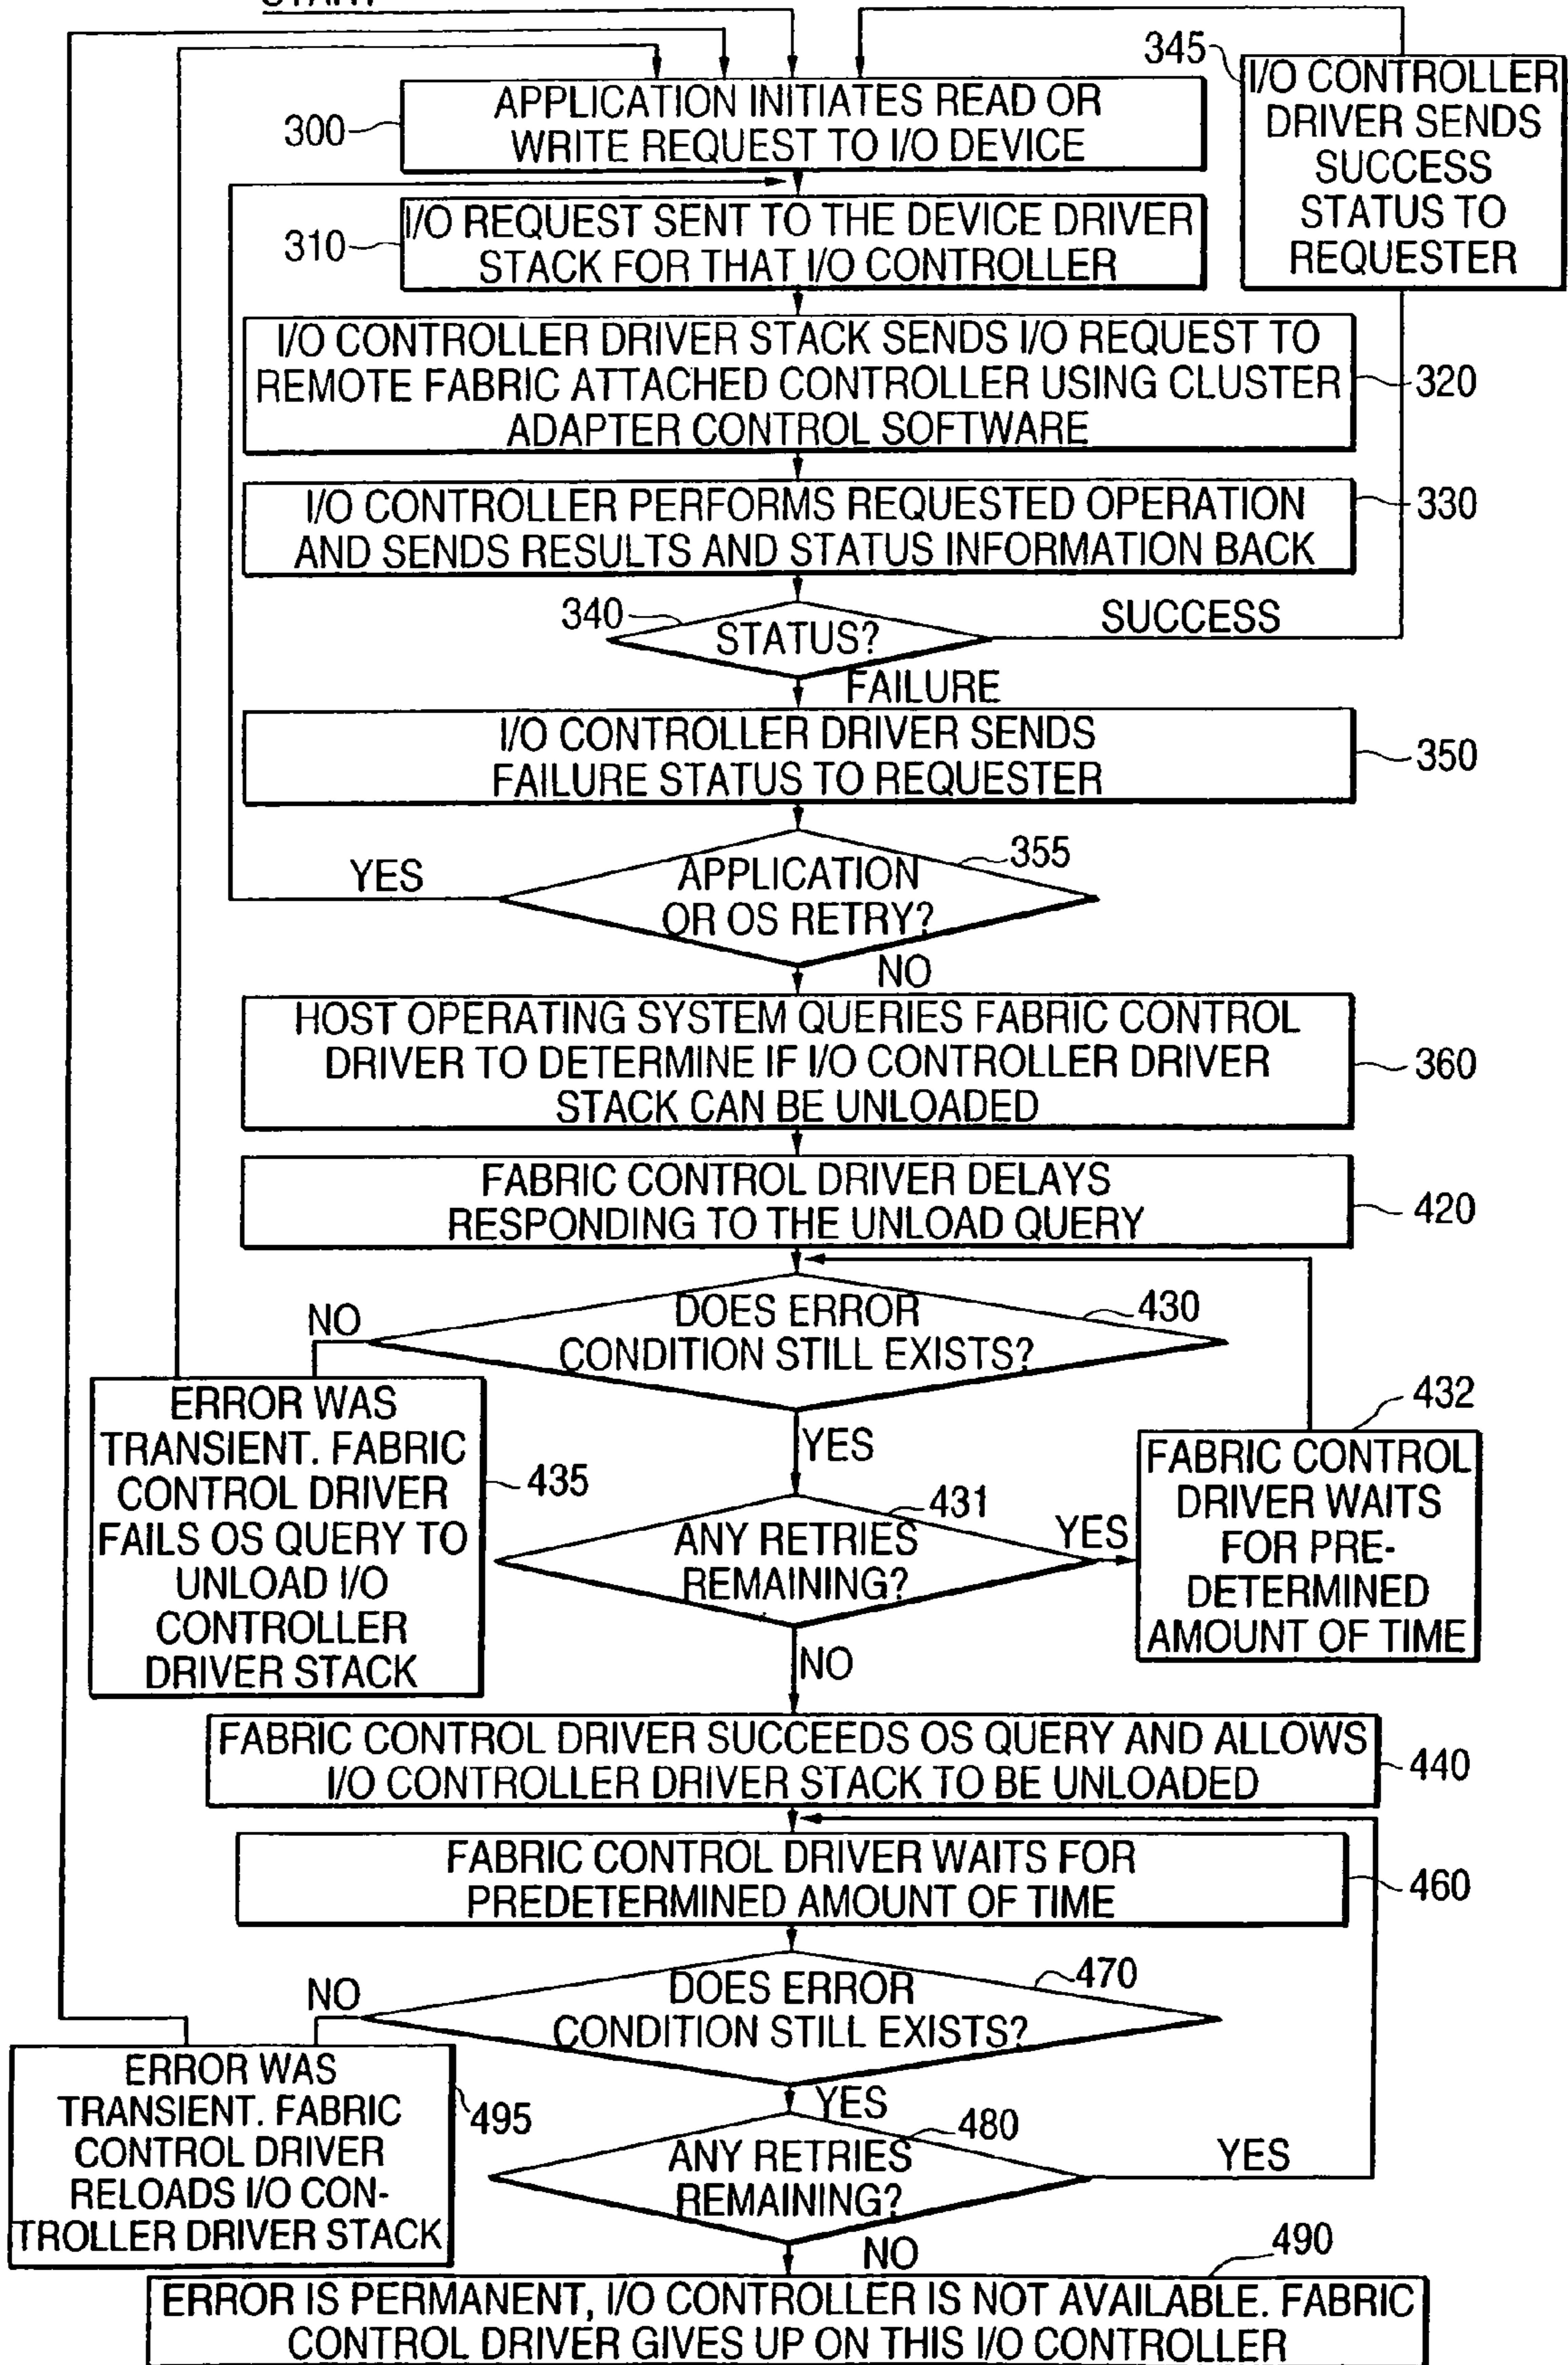 START
345
I/O CONTROLLER
DRIVER SENDS
SUCCESS
STATUS TO
REQUESTER
300
APPLICATION INITIATES READ OR
WRITE REQUEST TO I/O DEVICE
310
I/O REQUEST SENT TO THE DEVICE DRIVER
STACK FOR THAT I/O CONTROLLER
I/O CONTROLLER DRIVER STACK SENDS I/O REQUEST TO
REMOTE FABRIC ATTACHED CONTROLLER USING CLUSTER
ADAPTER CONTROL SOFTWARE
320
I/O CONTROLLER PERFORMS REQUESTED OPERATION
AND SENDS RESULTS AND STATUS INFORMATION BACK
330
340
STATUS?
SUCCESS
FAILURE
I/O CONTROLLER DRIVER SENDS
FAILURE STATUS TO REQUESTER
350
355
YES
APPLICATION
OR OS RETRY?
NO
HOST OPERATING SYSTEM QUERIES FABRIC CONTROL
DRIVER TO DETERMINE IF I/O CONTROLLER DRIVER
STACK CAN BE UNLOADED
360
FABRIC CONTROL DRIVER DELAYS
RESPONDING TO THE UNLOAD QUERY
420
NO
DOES ERROR
CONDITION STILL EXISTS?
430
ERROR WAS
TRANSIENT. FABRIC
CONTROL DRIVER
FAILS OS QUERY TO
UNLOAD I/O
CONTROLLER
DRIVER STACK
435
YES
431
ANY RETRIES
REMAINING?
YES
432
FABRIC CONTROL
DRIVER WAITS
FOR PRE-
DETERMINED
AMOUNT OF TIME
NO
FABRIC CONTROL DRIVER SUCCEEDS OS QUERY AND ALLOWS
I/O CONTROLLER DRIVER STACK TO BE UNLOADED
440
FABRIC CONTROL DRIVER WAITS FOR
PREDETERMINED AMOUNT OF TIME
460
NO
DOES ERROR
CONDITION STILL EXISTS?
470
ERROR WAS
TRANSIENT. FABRIC
CONTROL DRIVER
RELOADS I/O CON-
TROLLER DRIVER STACK
495
YES
480
ANY RETRIES
REMAINING?
YES
NO
490
ERROR IS PERMANENT, I/O CONTROLLER IS NOT AVAILABLE. FABRIC
CONTROL DRIVER GIVES UP ON THIS I/O CONTROLLER